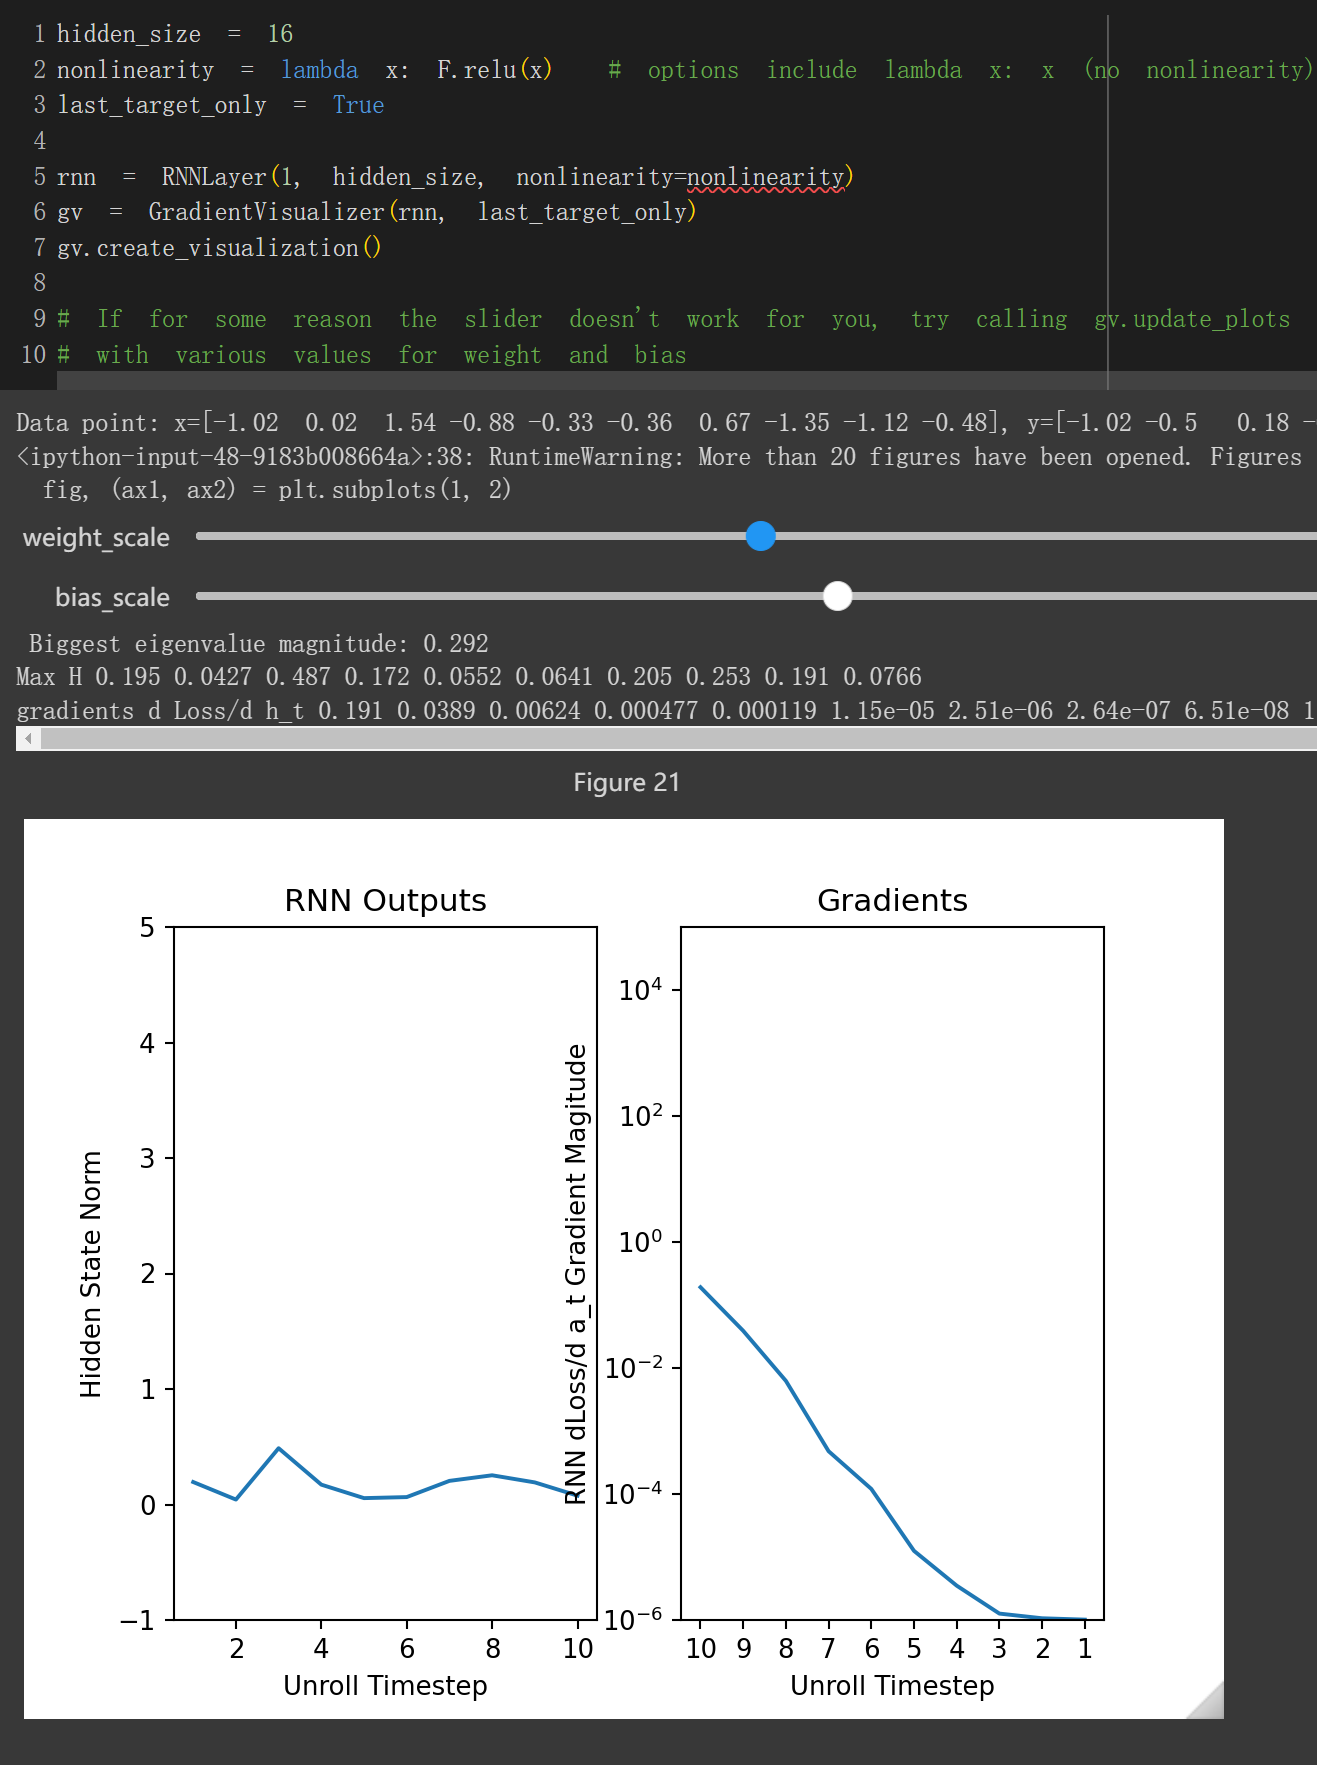 1 hidden_size = 16
2 nonlinearity = lambda x: F.relu(x) # options include lambda x: x (no nonlinearity)
3 last_target_only = True
4
5 rnn = RNNLayer(1, hidden_size, nonlinearity=nonlinearity)
6 gv = GradientVisualizer(rnn, last_target_only)
7 gv.create_visualization()
8
9 # If for some reason the slider doesn't work for you, try calling gv.update_plots
10 # with various values for weight and bias
Data point: x=[-1.02 0.02 1.54 -0.88 -0.33 -0.36 0.67 -1.35 -1.12 -0.48], y=[-1.02 -0.5 0.18 -
<ipython-input-48-9183b008664a>:38: RuntimeWarning: More than 20 figures have been opened. Figures
fig, (ax1, ax2) = plt.subplots(1, 2)
weight_scale
bias_scale
Biggest eigenvalue magnitude: 0.292
Max H 0.195 0.0427 0.487 0.172 0.0552 0.0641 0.205 0.253 0.191 0.0766
gradients d Loss/d h_t 0.191 0.0389 0.00624 0.000477 0.000119 1.15e-05 2.51e-06 2.64e-07 6.51e-08 1
Figure 21
RNN Outputs
5
4
3
2
1
0
−1
Hidden State Norm
2 4 6 8 10
Unroll Timestep
Gradients
10⁴
10²
10⁰
10⁻²
10⁻⁴
10⁻⁶
RNN dLoss/d a_t Gradient Magitude
10 9 8 7 6 5 4 3 2 1
Unroll Timestep